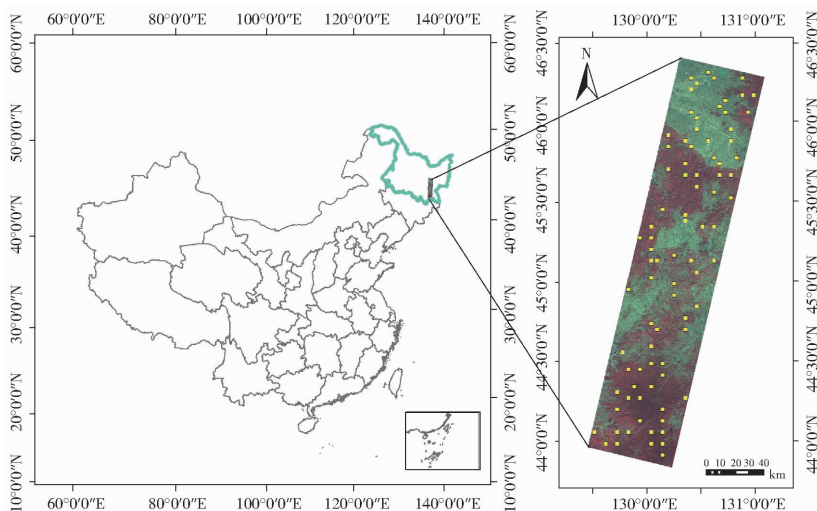 80°0′0″E 100°0′0″E 120°0′0″E 140°0′0″E
60°0′0″N
50°0′0″N
40°0′0″N
30°0′0″N
20°0′0″N
10°0′0″N
60°0′0″N
50°0′0″N
40°0′0″N
30°0′0″N
20°0′0″N
10°0′0″N
60°0′0″E 80°0′0″E 100°0′0″E 120°0′0″E 140°0′0″E
130°0′0″E 131°0′0″E
N
46°30′0″N
46°0′0″N
45°30′0″N
45°0′0″N
44°30′0″N
44°0′0″N
46°30′0″N
46°0′0″N
45°30′0″N
45°0′0″N
44°30′0″N
44°0′0″N
0 5 10 20 30 40
km
130°0′0″E 131°0′0″E